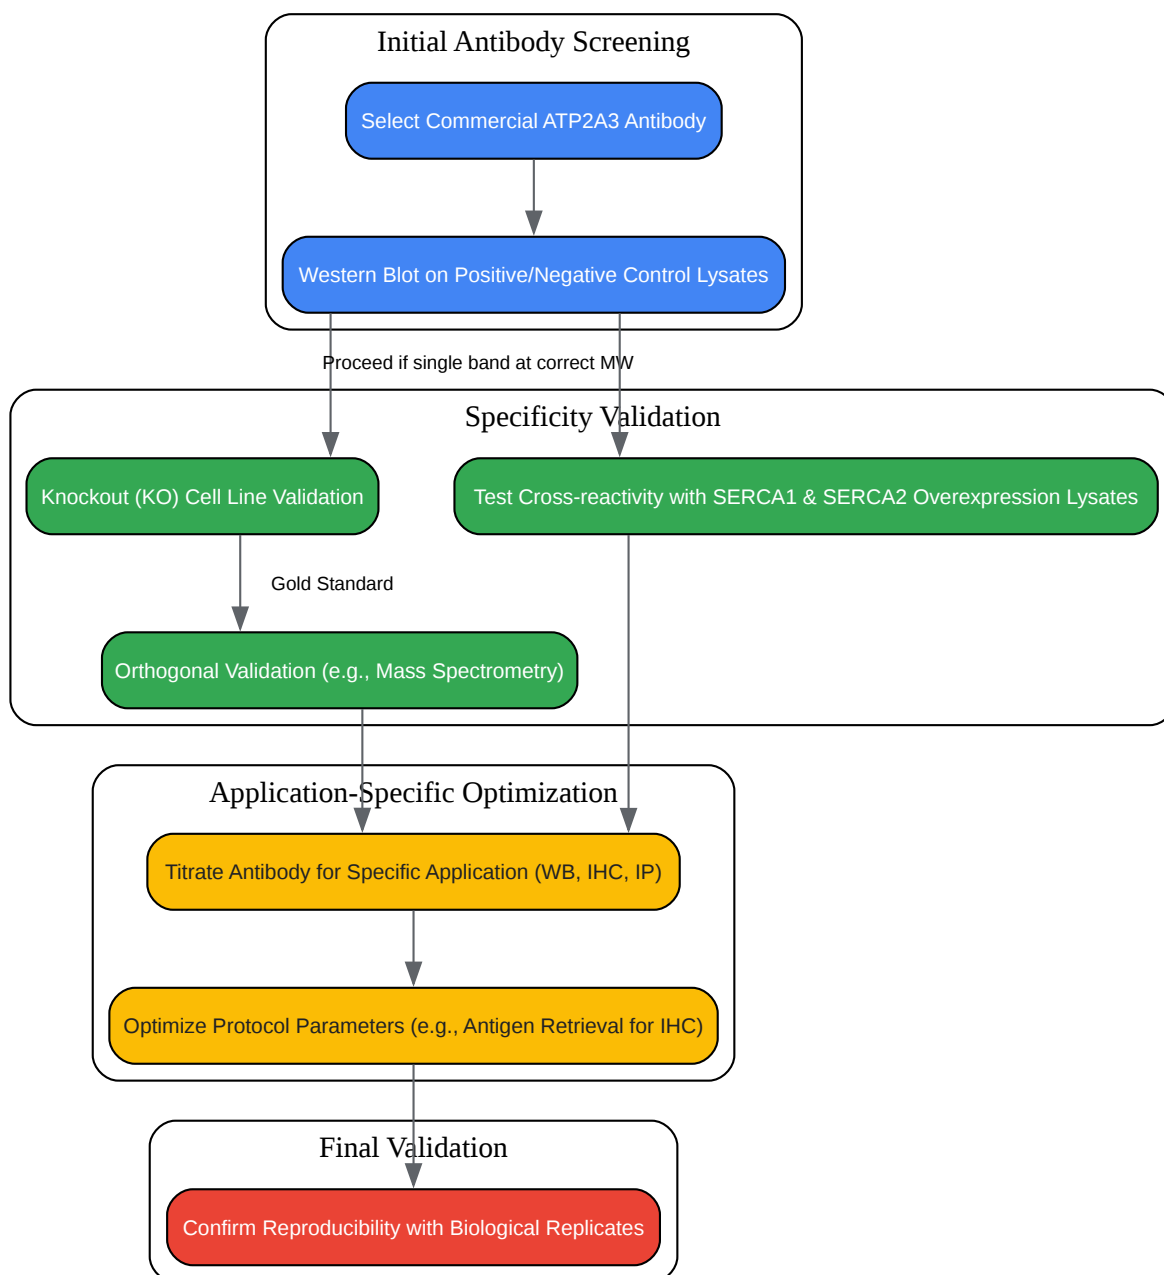 Initial Antibody Screening
Select Commercial ATP2A3 Antibody
Western Blot on Positive/Negative Control Lysates
Proceed if single band at correct MW
Specificity Validation
Knockout (KO) Cell Line Validation
Test Cross-reactivity with SERCA1 & SERCA2 Overexpression Lysates
Gold Standard
Orthogonal Validation (e.g., Mass Spectrometry)
Application-Specific Optimization
Titrate Antibody for Specific Application (WB, IHC, IP)
Optimize Protocol Parameters (e.g., Antigen Retrieval for IHC)
Final Validation
Confirm Reproducibility with Biological Replicates